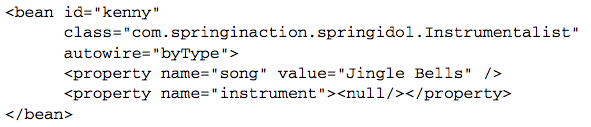 <bean id="kenny"
class="com.springinaction.springidol.Instrumentalist"
autowire="byType">
<property name="song" value="Jingle Bells" />
<property name="instrument"><null/></property>
</bean>